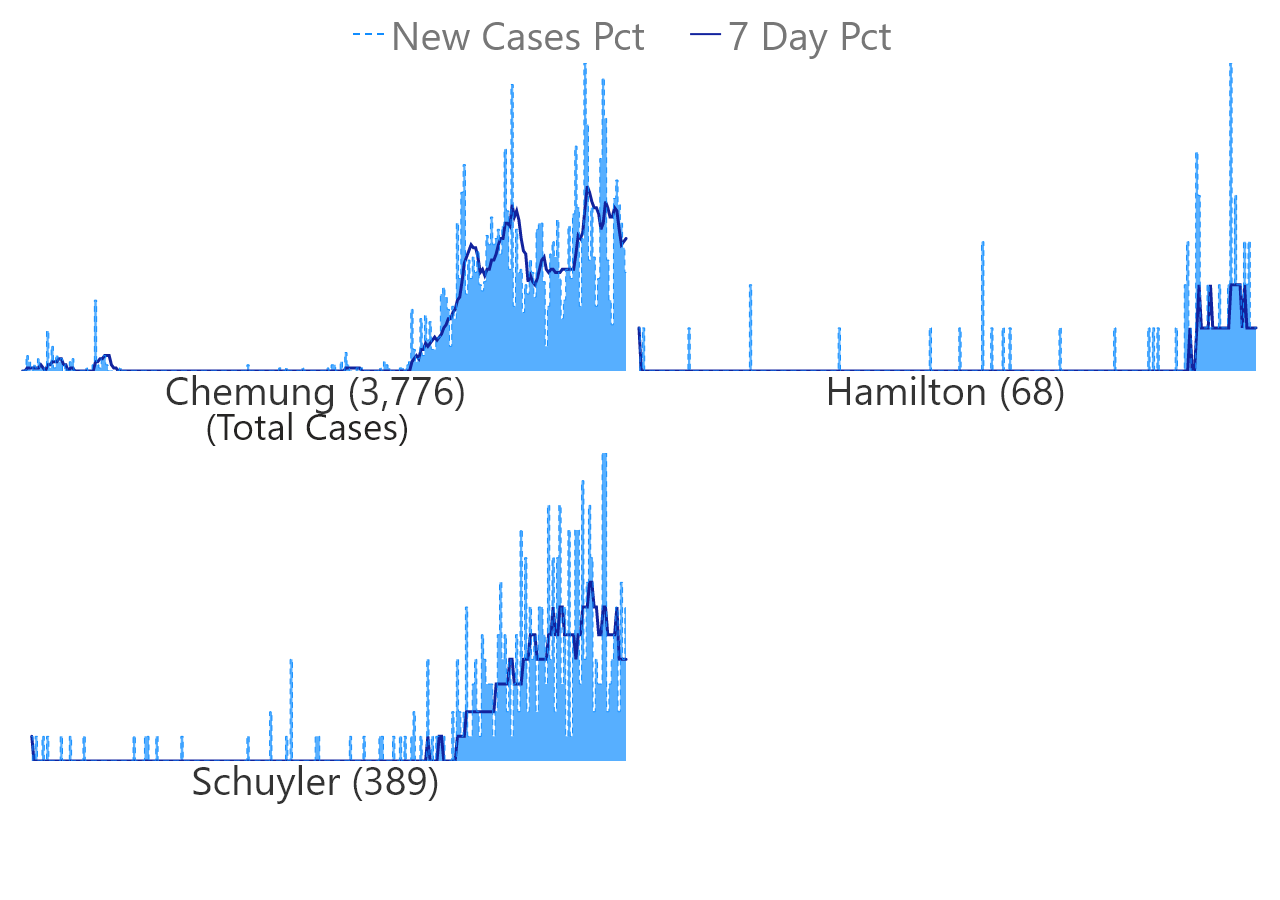 New Cases Pct 7 Day Pct
Chemung (3,776)
(Total Cases)
Hamilton (68)
Schuyler (389)